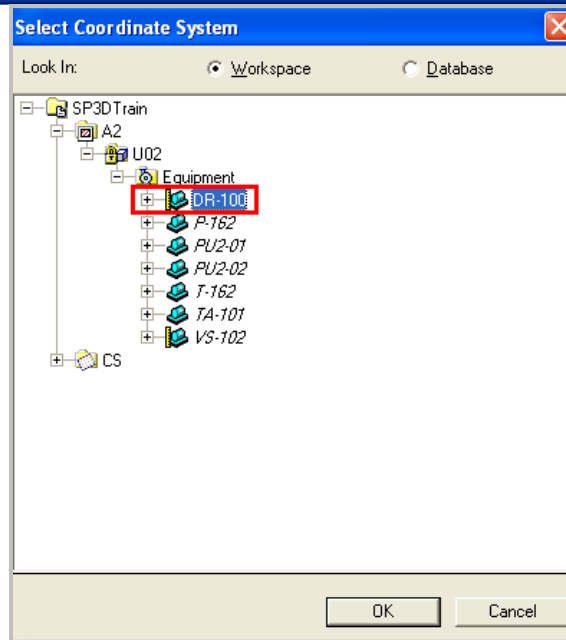 Select Coordinate System
Look In: Workspace Database
SP3DTrain
A2
U02
Equipment
DR-100
P-162
PU2-01
PU2-02
T-162
TA-101
VS-102
CS
OK Cancel